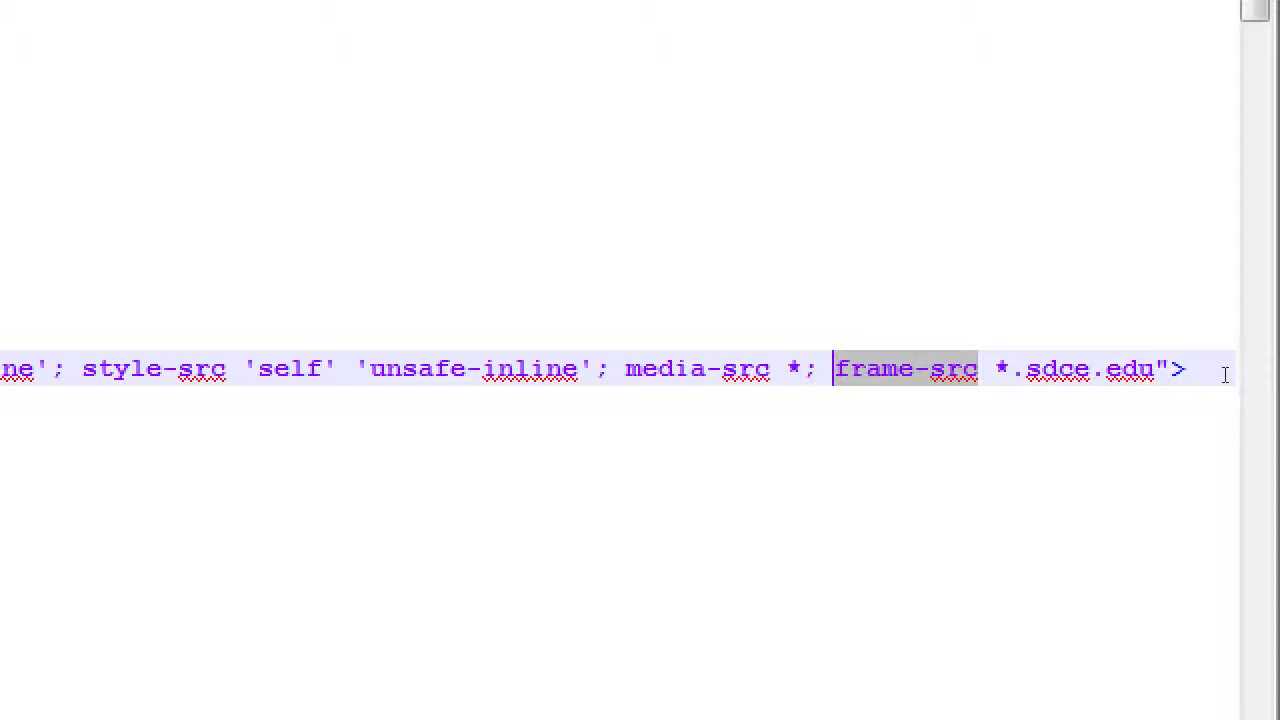 ne'; style-src 'self' 'unsafe-inline'; media-src *; frame-src *.sdce.edu">